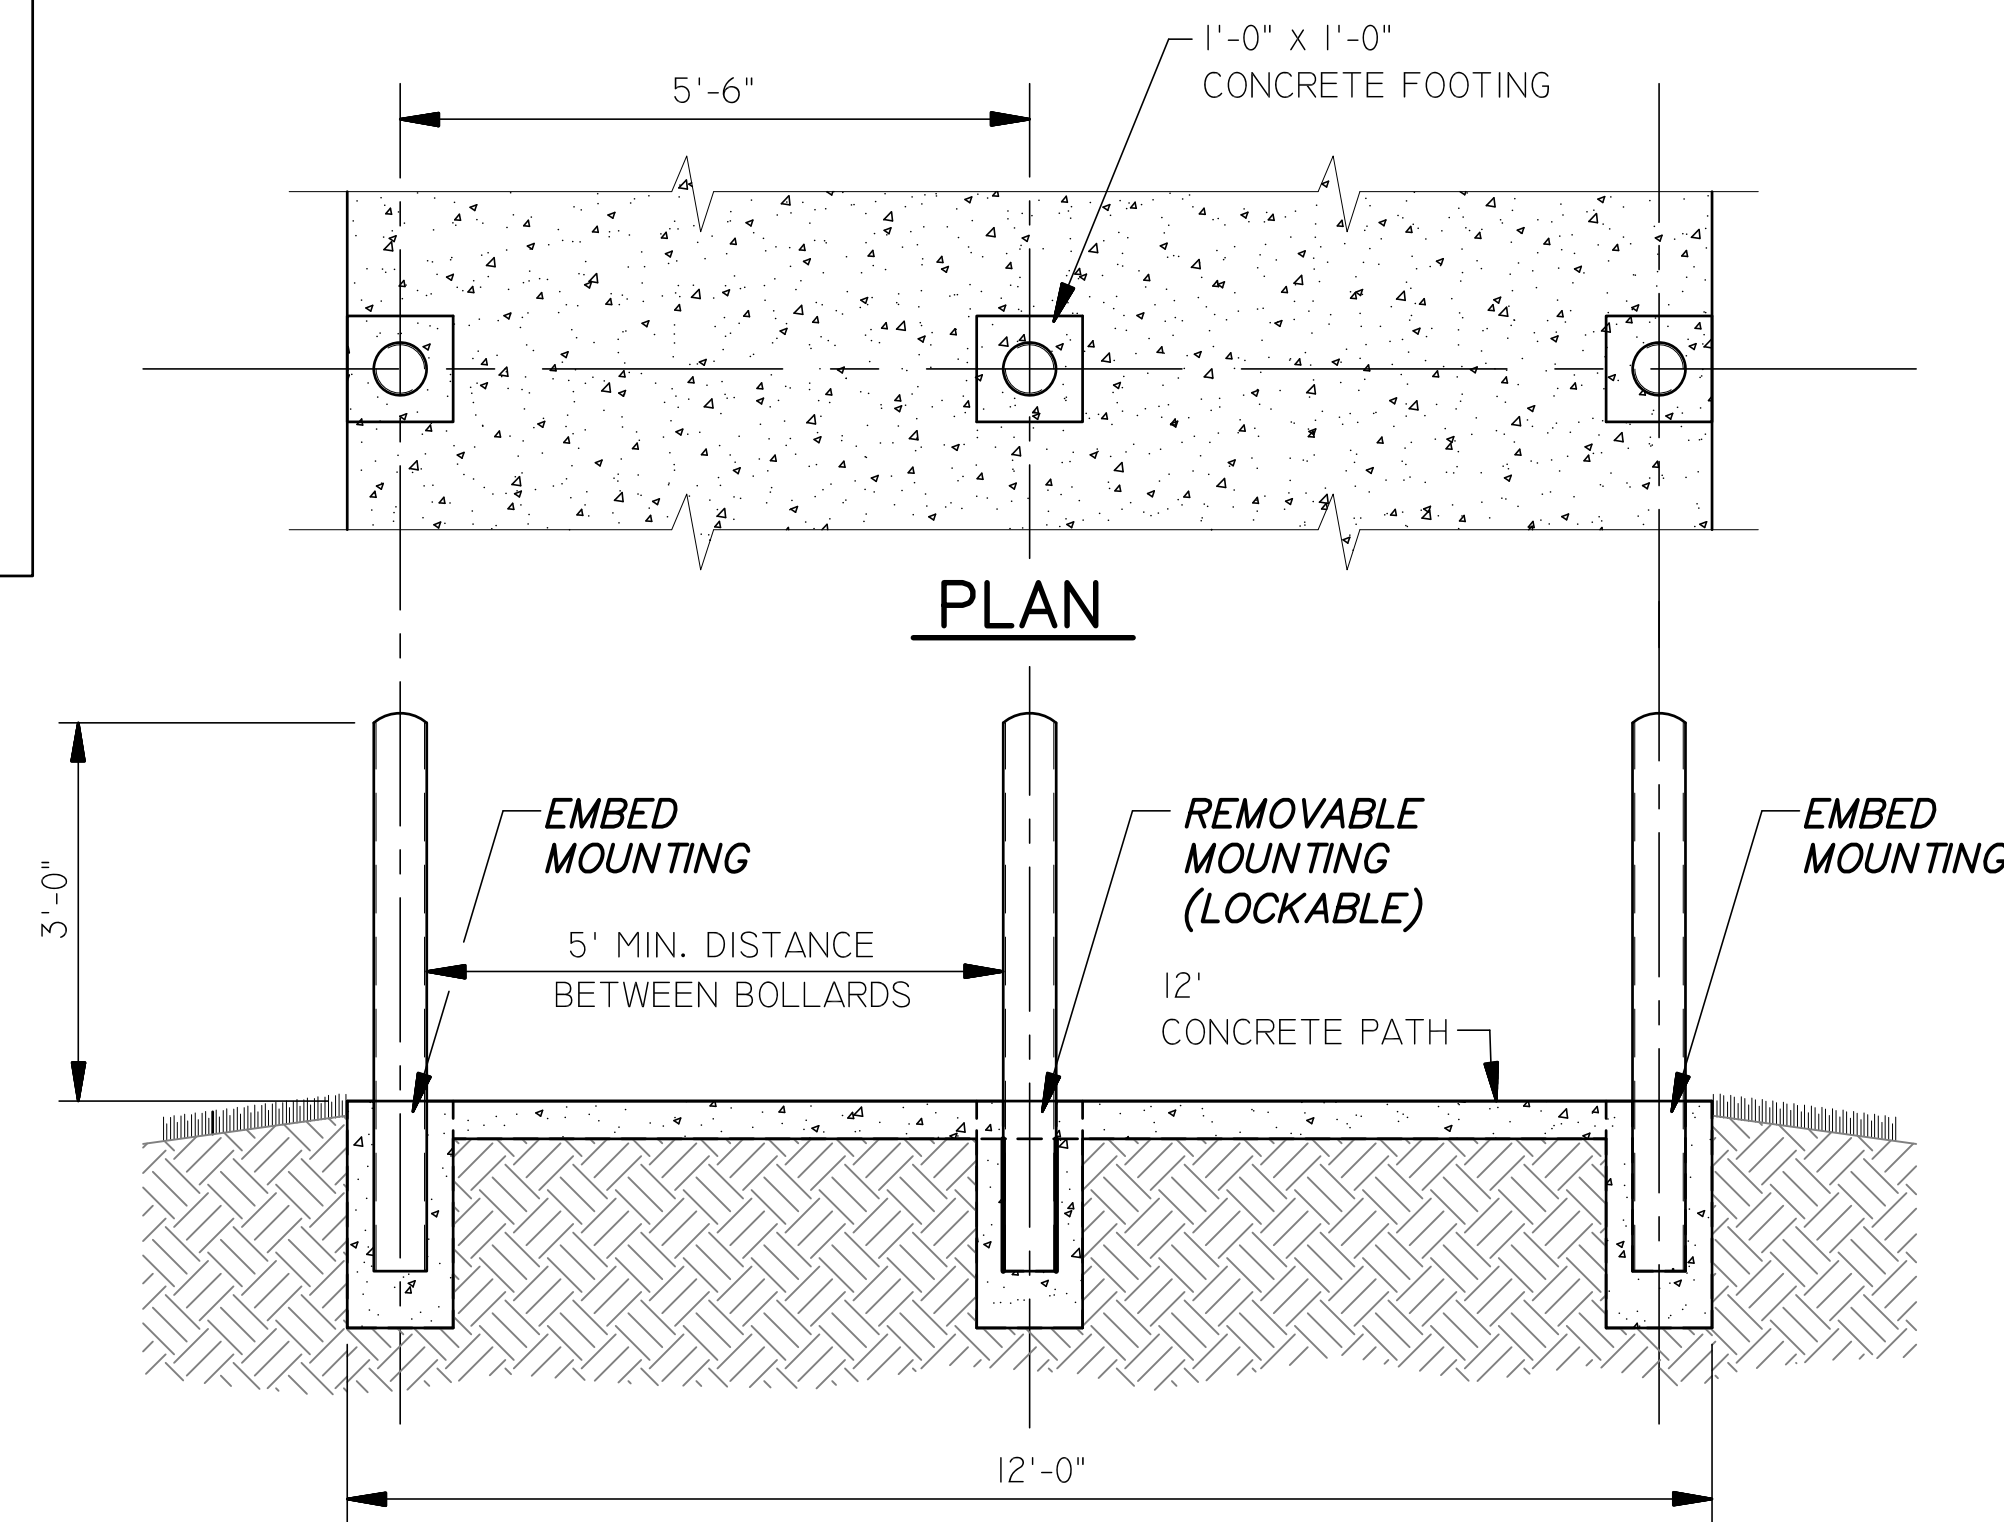 1'-0" X 1'-0"
CONCRETE FOOTING
5'-6"
PLAN
EMBED
MOUNTING
REMOVABLE
MOUNTING
(LOCKABLE)
EMBED
MOUNTING
3'-0"
5' MIN. DISTANCE
BETWEEN BOLLARDS
12'
CONCRETE PATH
12'-0"